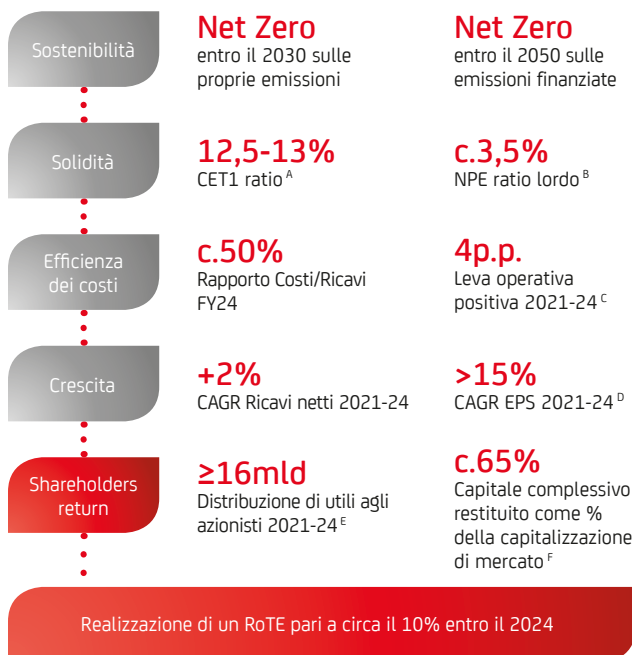 Sostenibilità
Net Zero
entro il 2030 sulle
proprie emissioni
Net Zero
entro il 2050 sulle
emissioni finanziate
Solidità
12,5-13%
CET1 ratio A
c.3,5%
NPE ratio lordo B
Efficienza
dei costi
c.50%
Rapporto Costi/Ricavi
FY24
4p.p.
Leva operativa
positiva 2021-24 C
Crescita
+2%
CAGR Ricavi netti 2021-24
>15%
CAGR EPS 2021-24 D
Shareholders
return
≥16mld
Distribuzione di utili agli
azionisti 2021-24 E
c.65%
Capitale complessivo
restituito come %
della capitalizzazione
di mercato F
Realizzazione di un RoTE pari a circa il 10% entro il 2024